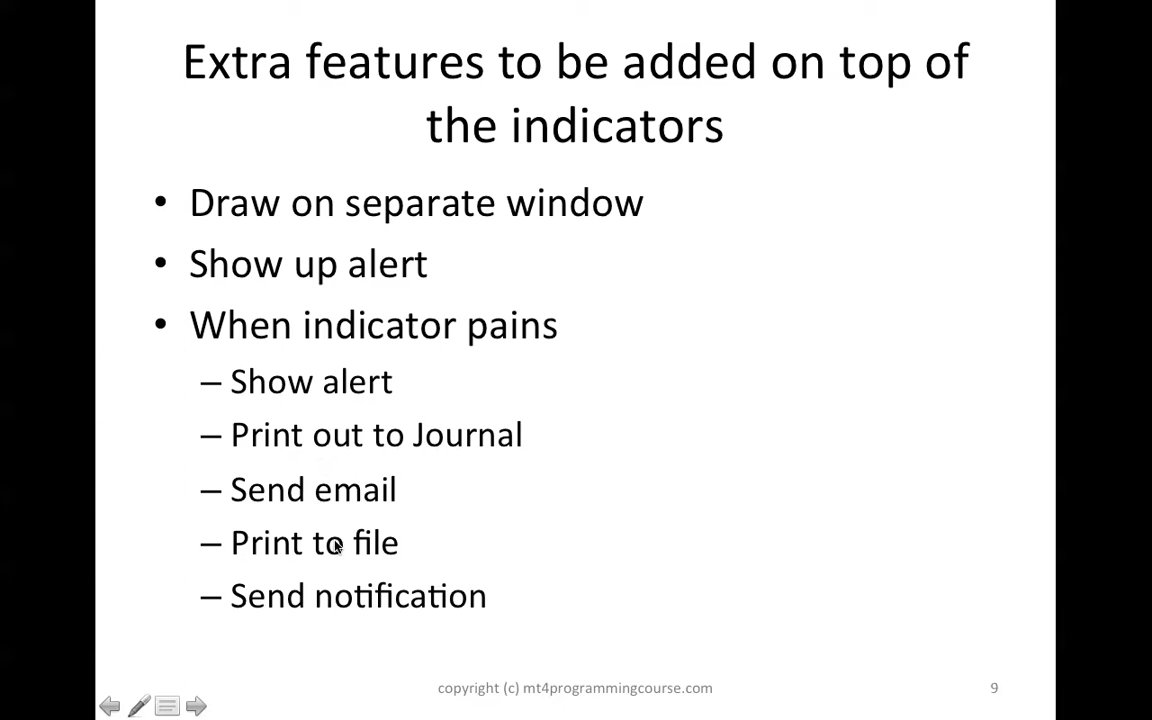 Extra features to be added on top of
the indicators
• Draw on separate window
• Show up alert
• When indicator pains
– Show alert
– Print out to Journal
– Send email
– Print to file
– Send notification
copyright (c) mt4programmingcourse.com
9